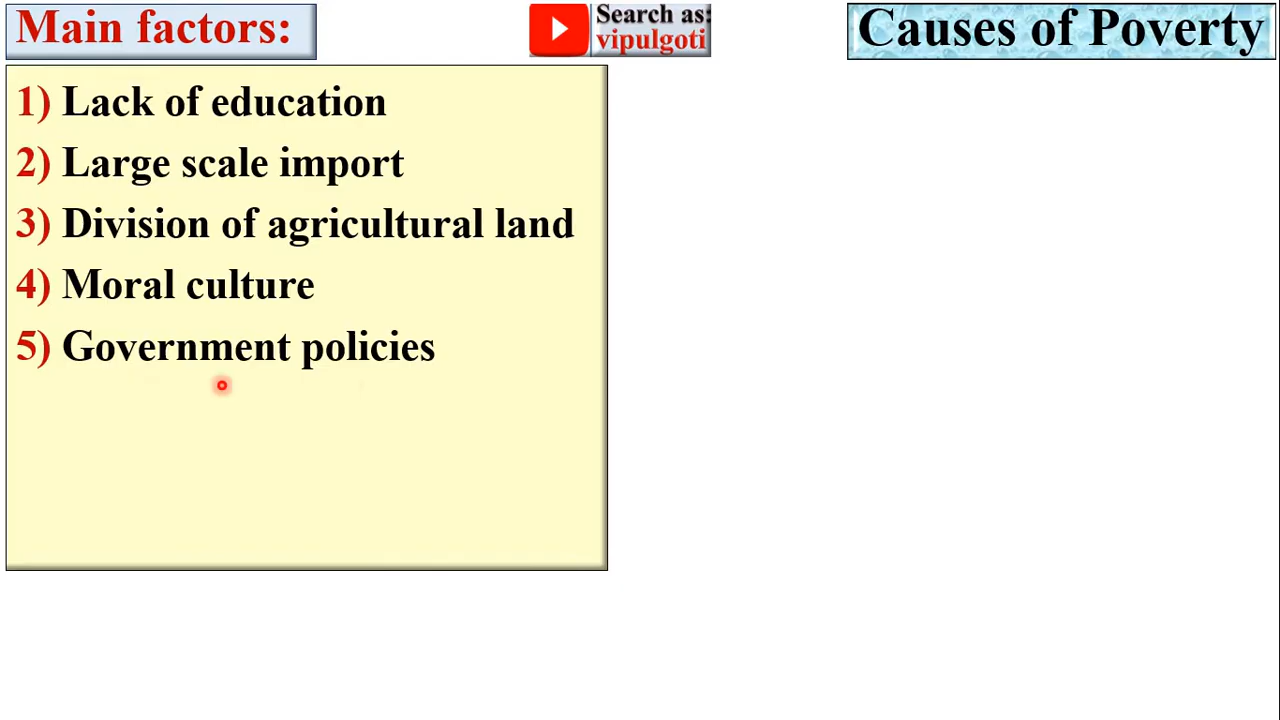 Main factors:
Search as:
vipulgoti
Causes of Poverty
1) Lack of education
2) Large scale import
3) Division of agricultural land
4) Moral culture
5) Government policies